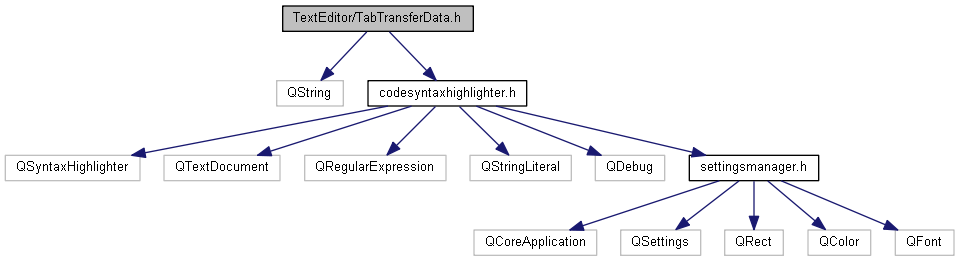 TextEditor/TabTransferData.h
QString
codesyntaxhighlighter.h
QSyntaxHighlighter
QTextDocument
QRegularExpression
QStringLiteral
QDebug
settingsmanager.h
QCoreApplication
QSettings
QRect
QColor
QFont